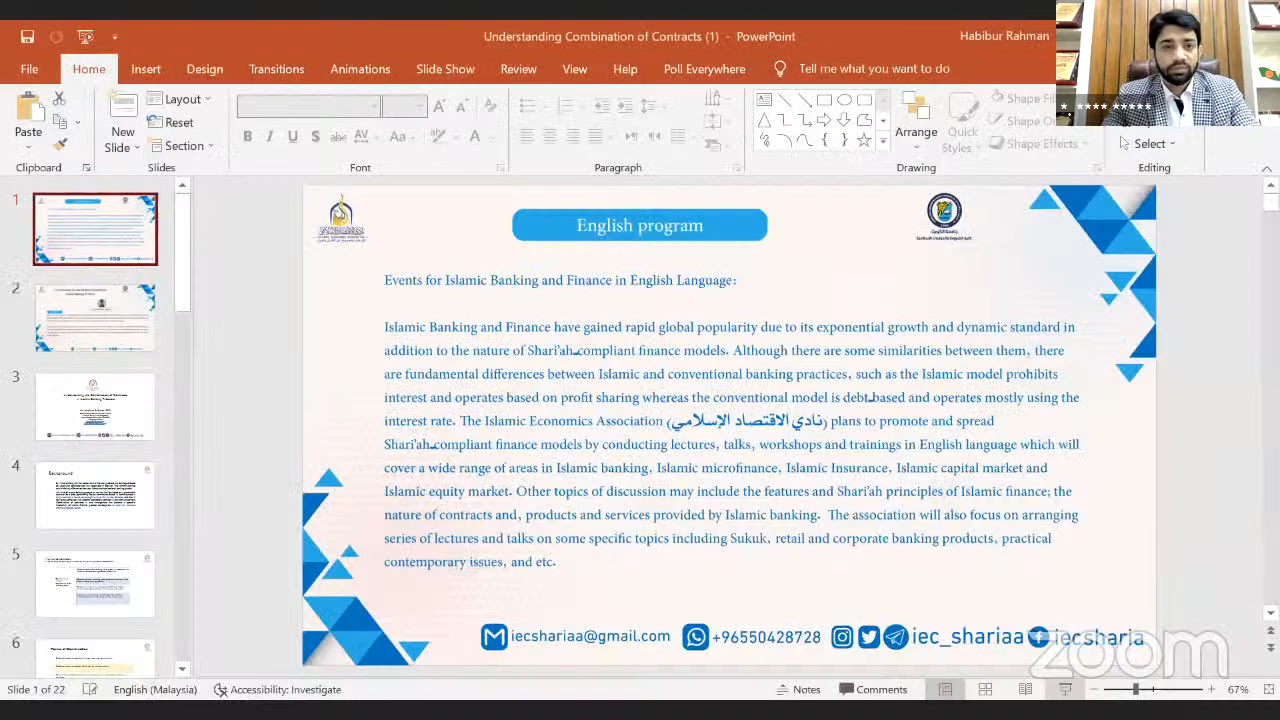 Understanding Combination of Contracts (1) - PowerPoint
Habibur Rahman
File Home Insert Design Transitions Animations Slide Show Review View Help Poll Everywhere Tell me what you want to do
Paste
New Slide
Layout
Reset
Section
Arrange
Quick Styles
Shape Effects
Select
Clipboard Slides Font Paragraph Drawing Editing
1
2
3
4
5
6
English program
Events for Islamic Banking and Finance in English Language:
Islamic Banking and Finance have gained rapid global popularity due to its exponential growth and dynamic standard in
addition to the nature of Shari'ah-compliant finance models. Although there are some similarities between them, there
are fundamental differences between Islamic and conventional banking practices, such as the Islamic model prohibits
interest and operates based on profit sharing whereas the conventional model is debt-based and operates mostly using the
interest rate. The Islamic Economics Association (نادي الاقتصاد الإسلامي) plans to promote and spread
Shari'ah-compliant finance models by conducting lectures, talks, workshops and trainings in English language which will
cover a wide range of areas in Islamic banking, Islamic microfinance, Islamic Insurance, Islamic capital market and
Islamic equity market. Other topics of discussion may include the features and Shari'ah principles of Islamic finance; the
nature of contracts and, products and services provided by Islamic banking. The association will also focus on arranging
series of lectures and talks on some specific topics including Sukuk, retail and corporate banking products, practical
contemporary issues, and etc.
iecshariaa@gmail.com +96550428728 iec_shariaa iecsharia
zoom
Slide 1 of 22 English (Malaysia) Accessibility: Investigate Notes Comments 67%